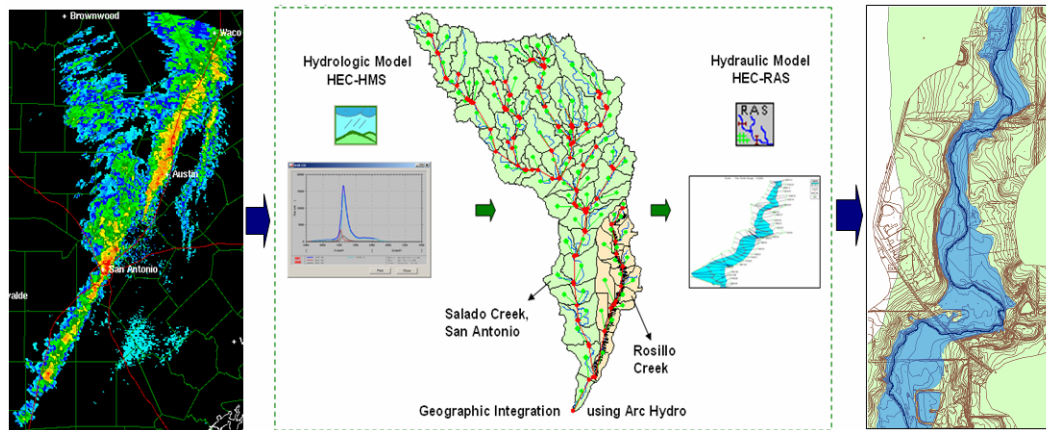 + Brownwood
+ Waco
Austin
San Antonio
valde
+ V
Hydrologic Model
HEC-HMS
Salado Creek,
San Antonio
Geographic Integration using Arc Hydro
Rosillo
Creek
Hydraulic Model
HEC-RAS
RAS